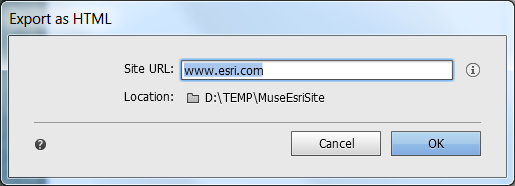 Export as HTML
Site URL: www.esri.com
Location: D:\TEMP\MuseEsriSite
Cancel OK